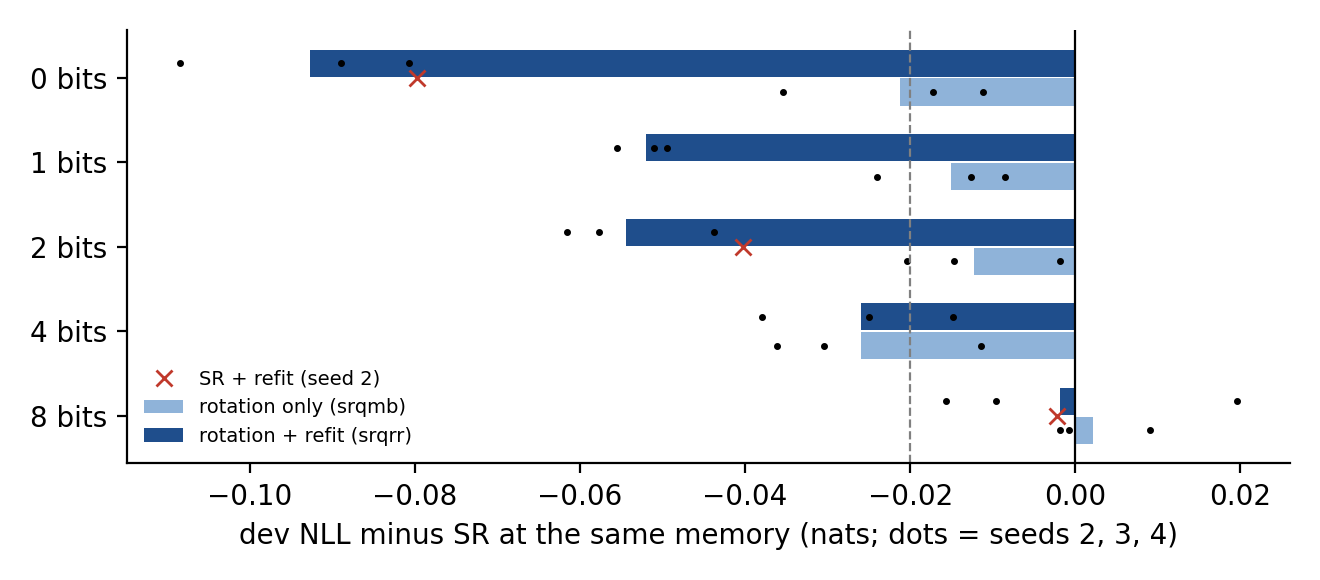 0 bits
1 bits
2 bits
4 bits
8 bits
SR + refit (seed 2)
rotation only (srqmb)
rotation + refit (srqrr)
−0.10 −0.08 −0.06 −0.04 −0.02 0.00 0.02
dev NLL minus SR at the same memory (nats; dots = seeds 2, 3, 4)